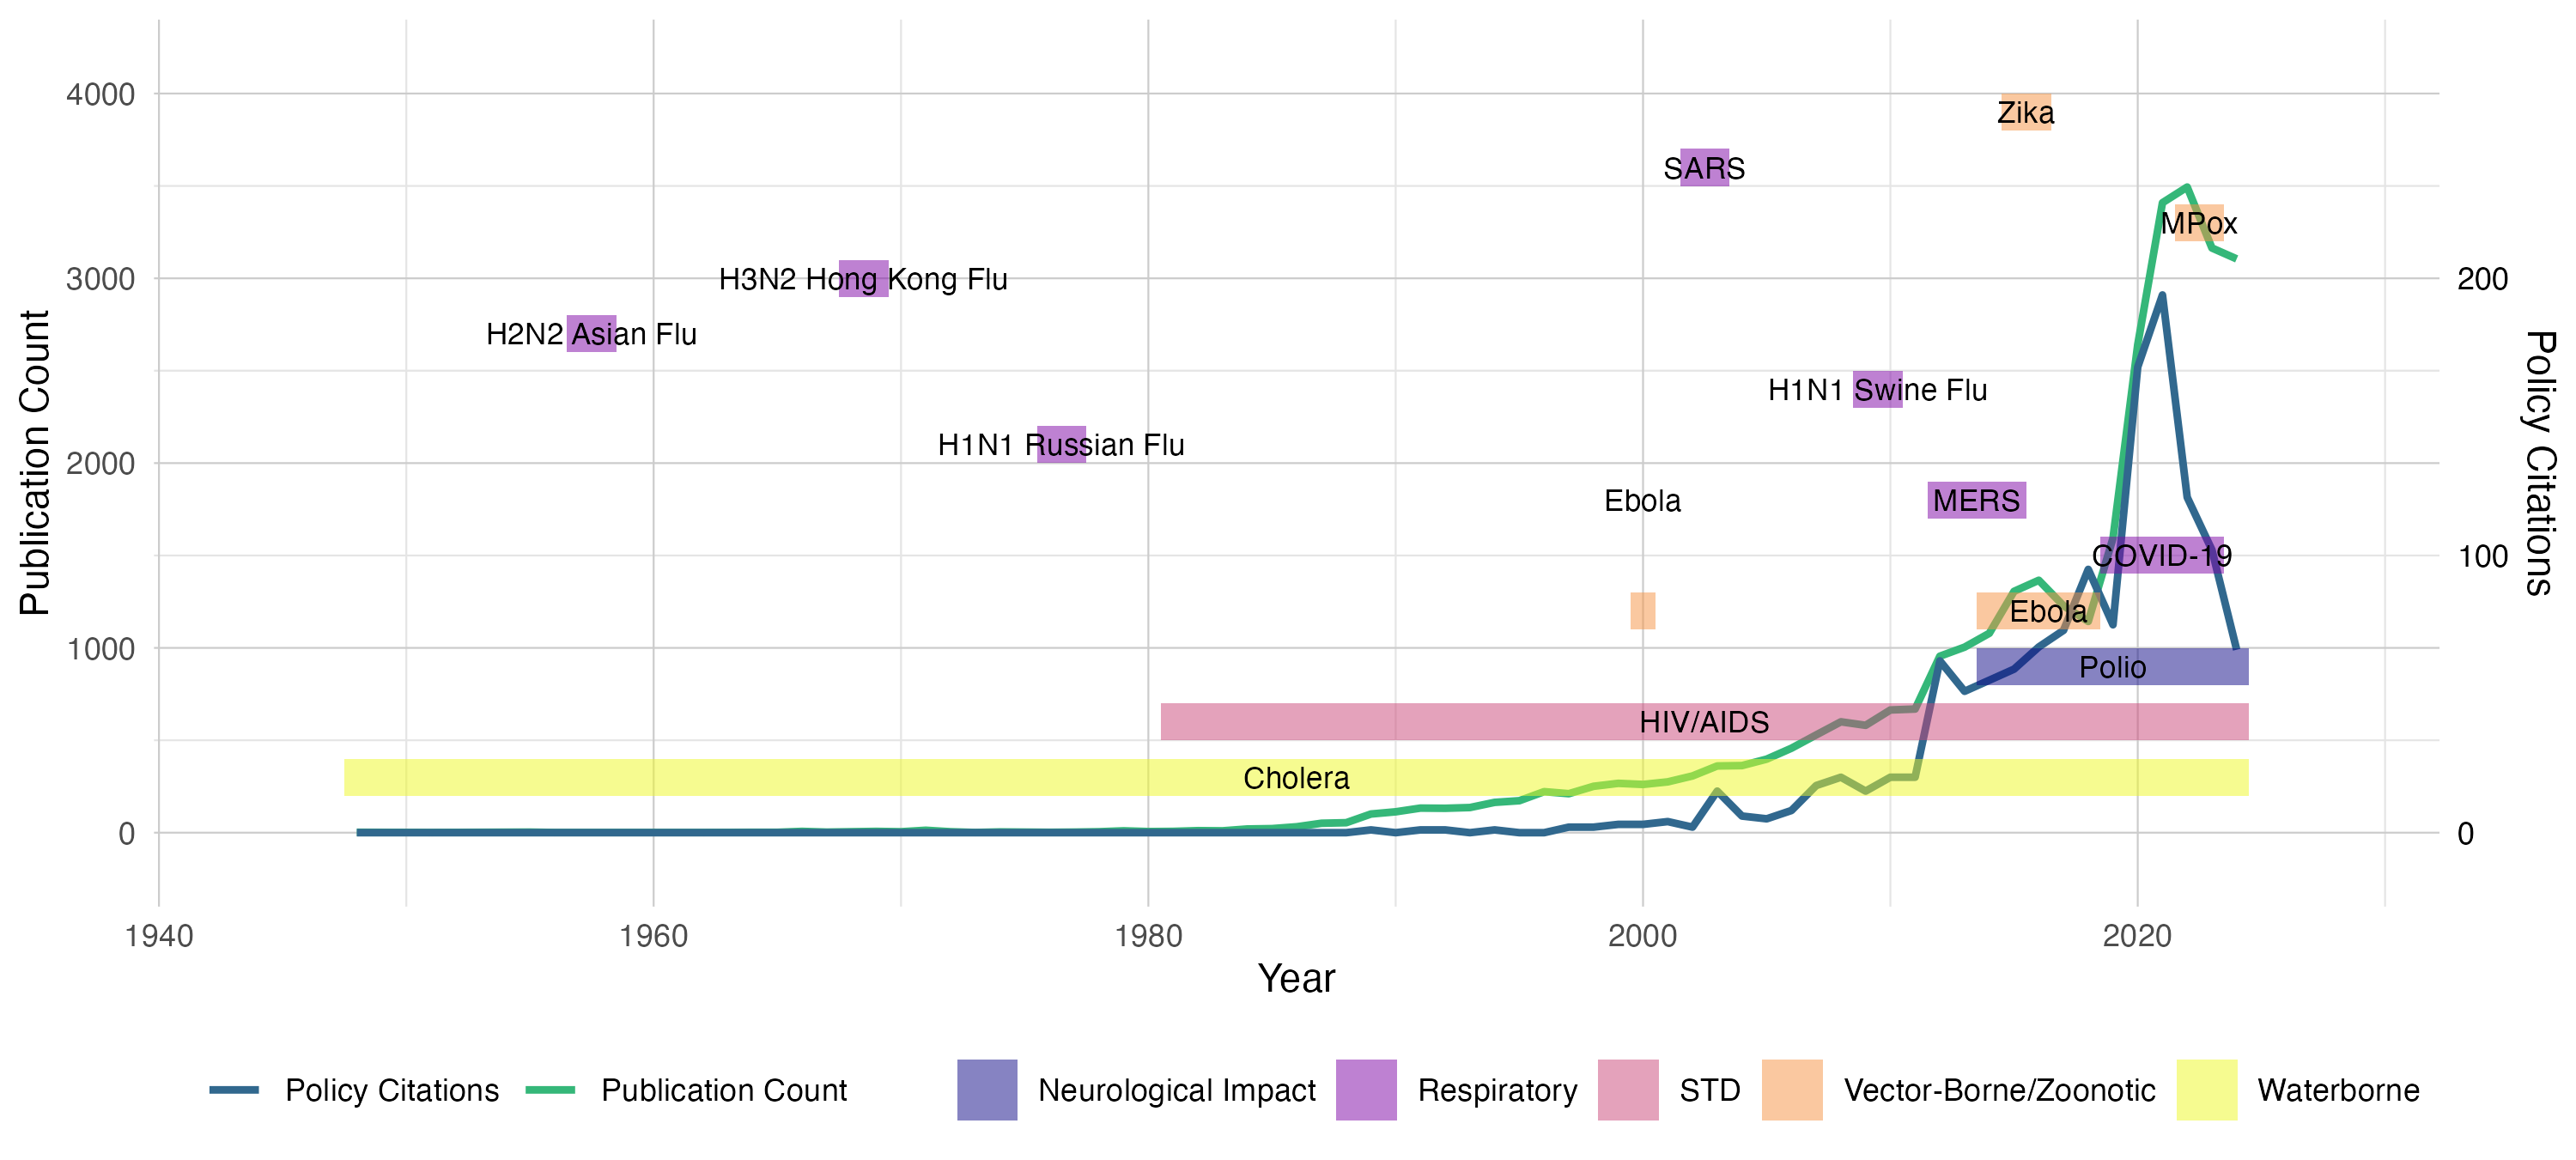 4000
3000
2000
1000
0
Publication Count
Zika
SARS
MPox
H3N2 Hong Kong Flu
H2N2 Asian Flu
H1N1 Swine Flu
H1N1 Russian Flu
Ebola
MERS
COVID-19
Ebola
Polio
HIV/AIDS
Cholera
200
100
0
Policy Citations
1940 1960 1980 2000 2020
Year
Policy Citations Publication Count Neurological Impact Respiratory STD Vector-Borne/Zoonotic Waterborne